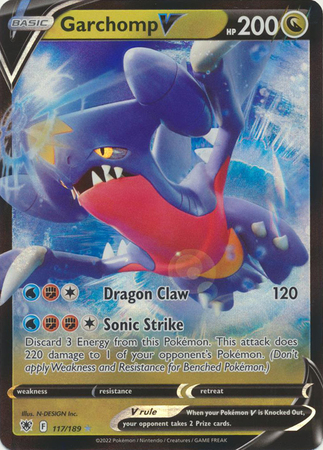 BASIC
Garchomp V HP 200
Dragon Claw 120
Sonic Strike
Discard 3 Energy from this Pokémon. This attack does
220 damage to 1 of your opponent's Pokémon. (Don't
apply Weakness and Resistance for Benched Pokémon.)
weakness resistance retreat
Illus. N-DESIGN Inc.
F 117/189
V rule When your Pokémon V is Knocked Out,
your opponent takes 2 Prize cards.
©2022 Pokémon / Nintendo / Creatures / GAME FREAK